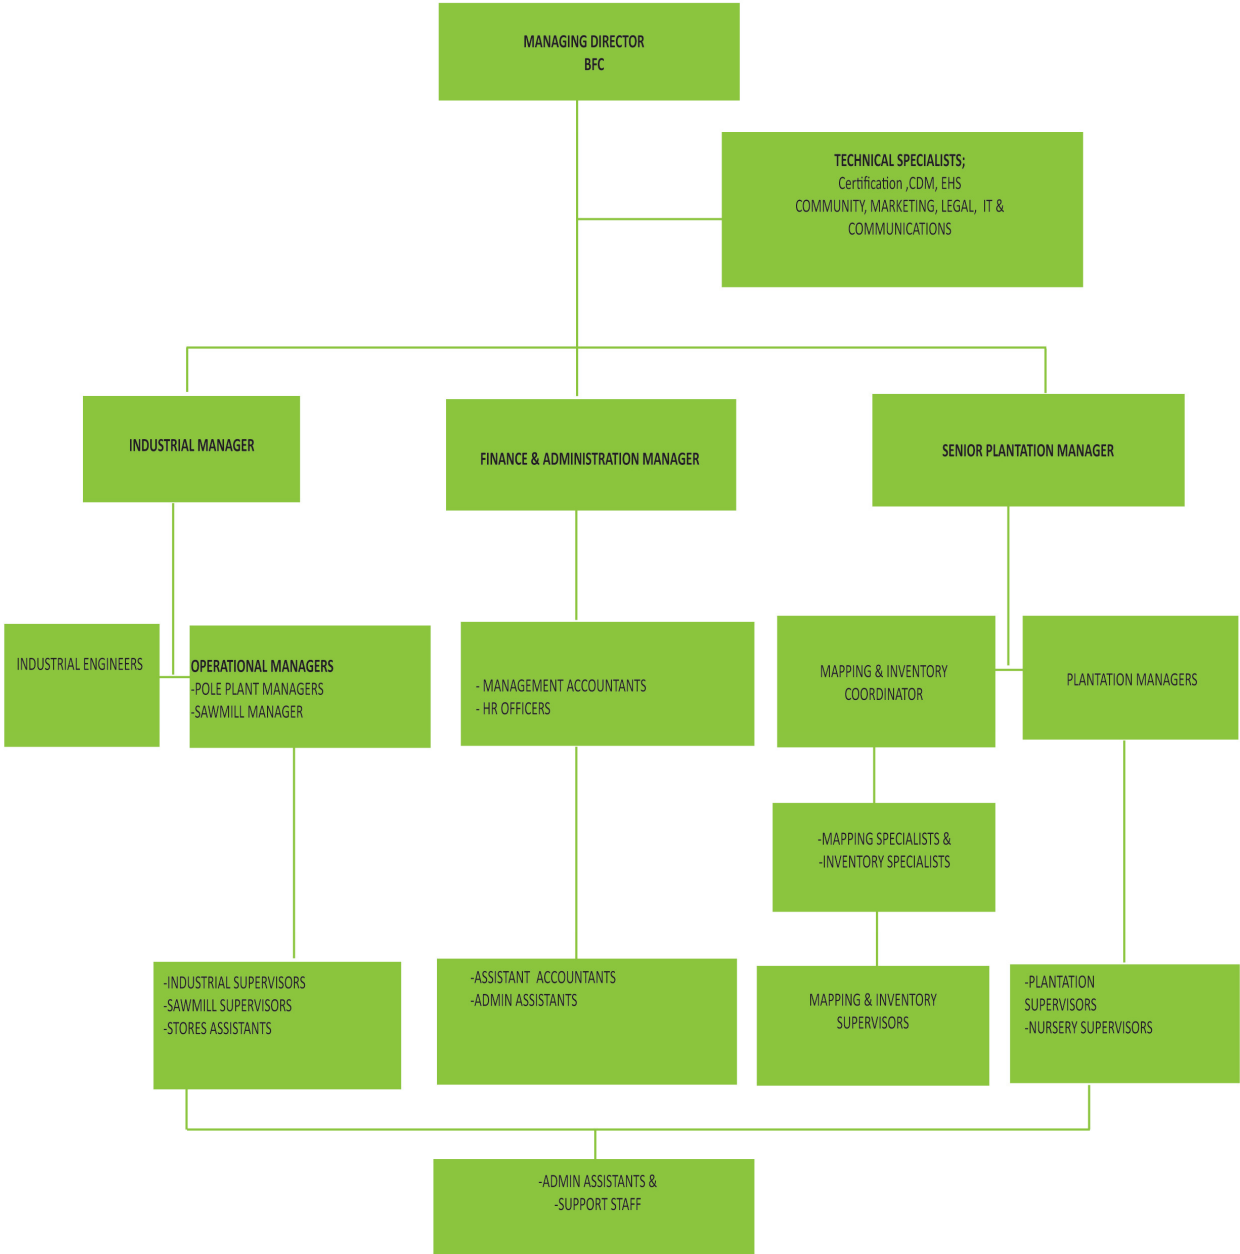 MANAGING DIRECTOR
BFC
TECHNICAL SPECIALISTS;
Certification ,CDM, EHS
COMMUNITY, MARKETING, LEGAL, IT &
COMMUNICATIONS
INDUSTRIAL MANAGER
FINANCE & ADMINISTRATION MANAGER
SENIOR PLANTATION MANAGER
INDUSTRIAL ENGINEERS
OPERATIONAL MANAGERS
-POLE PLANT MANAGERS
-SAWMILL MANAGER
- MANAGEMENT ACCOUNTANTS
- HR OFFICERS
MAPPING & INVENTORY
COORDINATOR
PLANTATION MANAGERS
-MAPPING SPECIALISTS &
-INVENTORY SPECIALISTS
-INDUSTRIAL SUPERVISORS
-SAWMILL SUPERVISORS
-STORES ASSISTANTS
-ASSISTANT ACCOUNTANTS
-ADMIN ASSISTANTS
MAPPING & INVENTORY
SUPERVISORS
-PLANTATION
SUPERVISORS
-NURSERY SUPERVISORS
-ADMIN ASSISTANTS &
-SUPPORT STAFF